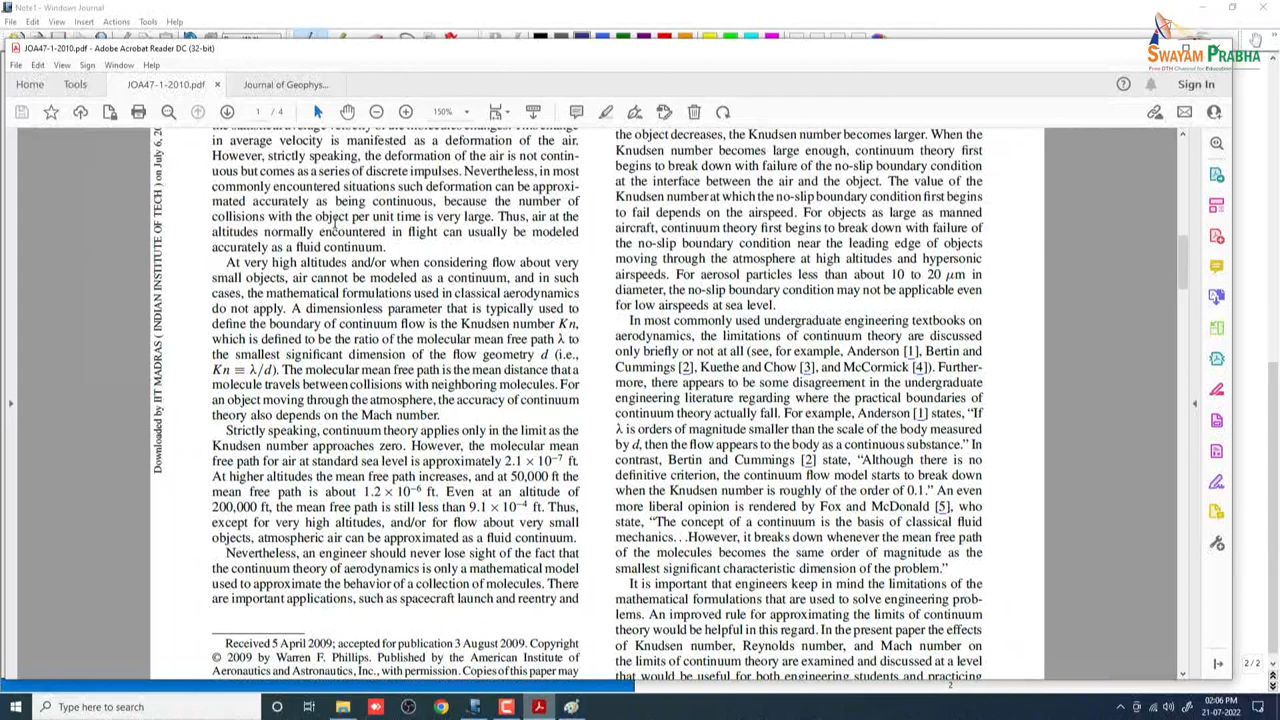 Note1 - Windows Journal
File Edit View Insert Actions Tools Help
JOA47-1-2010.pdf - Adobe Acrobat Reader DC (32-bit)
File Edit View Sign Window Help
SWAYAM PRABHA
Free DTH Channel for Education
Home Tools JOA47-1-2010.pdf × Journal of Geophys... Sign In
1 / 4 150%
Downloaded by IIT MADRAS ( INDIAN INSTITUTE OF TECH ) on July 6, 20
in average velocity is manifested as a deformation of the air.
However, strictly speaking, the deformation of the air is not contin-
uous but comes as a series of discrete impulses. Nevertheless, in most
commonly encountered situations such deformation can be approxi-
mated accurately as being continuous, because the number of
collisions with the object per unit time is very large. Thus, air at the
altitudes normally encountered in flight can usually be modeled
accurately as a fluid continuum.
At very high altitudes and/or when considering flow about very
small objects, air cannot be modeled as a continuum, and in such
cases, the mathematical formulations used in classical aerodynamics
do not apply. A dimensionless parameter that is typically used to
define the boundary of continuum flow is the Knudsen number Kn,
which is defined to be the ratio of the molecular mean free path λ to
the smallest significant dimension of the flow geometry d (i.e.,
Kn ≡ λ/d). The molecular mean free path is the mean distance that a
molecule travels between collisions with neighboring molecules. For
an object moving through the atmosphere, the accuracy of continuum
theory also depends on the Mach number.
Strictly speaking, continuum theory applies only in the limit as the
Knudsen number approaches zero. However, the molecular mean
free path for air at standard sea level is approximately 2.1 × 10⁻⁷ ft.
At higher altitudes the mean free path increases, and at 50,000 ft the
mean free path is about 1.2 × 10⁻⁶ ft. Even at an altitude of
200,000 ft, the mean free path is still less than 9.1 × 10⁻⁴ ft. Thus,
except for very high altitudes, and/or for flow about very small
objects, atmospheric air can be approximated as a fluid continuum.
Nevertheless, an engineer should never lose sight of the fact that
the continuum theory of aerodynamics is only a mathematical model
used to approximate the behavior of a collection of molecules. There
are important applications, such as spacecraft launch and reentry and
Received 5 April 2009; accepted for publication 3 August 2009. Copyright
© 2009 by Warren F. Phillips. Published by the American Institute of
Aeronautics and Astronautics, Inc., with permission. Copies of this paper may
the object decreases, the Knudsen number becomes larger. When the
Knudsen number becomes large enough, continuum theory first
begins to break down with failure of the no-slip boundary condition
at the interface between the air and the object. The value of the
Knudsen number at which the no-slip boundary condition first begins
to fail depends on the airspeed. For objects as large as manned
aircraft, continuum theory first begins to break down with failure of
the no-slip boundary condition near the leading edge of objects
moving through the atmosphere at high altitudes and hypersonic
airspeeds. For aerosol particles less than about 10 to 20 μm in
diameter, the no-slip boundary condition may not be applicable even
for low airspeeds at sea level.
In most commonly used undergraduate engineering textbooks on
aerodynamics, the limitations of continuum theory are discussed
only briefly or not at all (see, for example, Anderson [1], Bertin and
Cummings [2], Kuethe and Chow [3], and McCormick [4]). Further-
more, there appears to be some disagreement in the undergraduate
engineering literature regarding where the practical boundaries of
continuum theory actually fall. For example, Anderson [1] states, “If
λ is orders of magnitude smaller than the scale of the body measured
by d, then the flow appears to the body as a continuous substance.” In
contrast, Bertin and Cummings [2] state, “Although there is no
definitive criterion, the continuum flow model starts to break down
when the Knudsen number is roughly of the order of 0.1.” An even
more liberal opinion is rendered by Fox and McDonald [5], who
state, “The concept of a continuum is the basis of classical fluid
mechanics. . .However, it breaks down whenever the mean free path
of the molecules becomes the same order of magnitude as the
smallest significant characteristic dimension of the problem.”
It is important that engineers keep in mind the limitations of the
mathematical formulations that are used to solve engineering prob-
lems. An improved rule for approximating the limits of continuum
theory would be helpful in this regard. In the present paper the effects
of Knudsen number, Reynolds number, and Mach number on
the limits of continuum theory are examined and discussed at a level
that would be useful for both engineering students and practicing
2/2
2
Type here to search
02:06 PM
21-07-2022